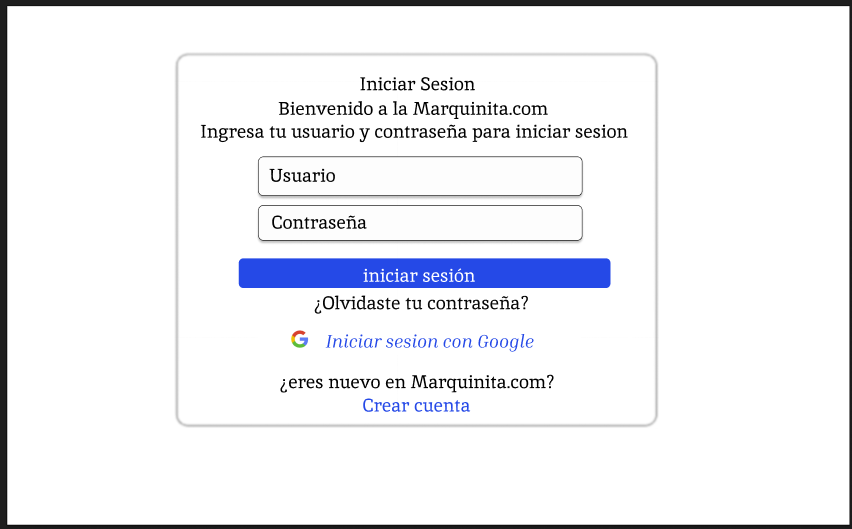 Iniciar Sesion
Bienvenido a la Marquinita.com
Ingresa tu usuario y contraseña para iniciar sesion
Usuario
Contraseña
iniciar sesión
¿Olvidaste tu contraseña?
Iniciar sesion con Google
¿eres nuevo en Marquinita.com?
Crear cuenta